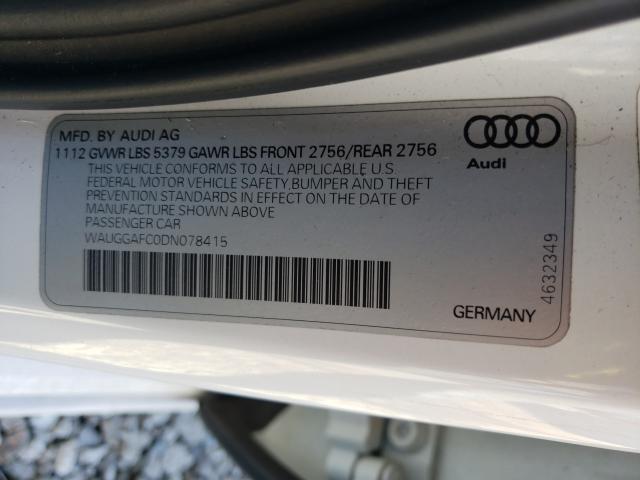 MFD. BY AUDI AG
1112 GVWR LBS 5379 GAWR LBS FRONT 2756/REAR 2756
THIS VEHICLE CONFORMS TO ALL APPLICABLE U.S.
FEDERAL MOTOR VEHICLE SAFETY,BUMPER AND THEFT
PREVENTION STANDARDS IN EFFECT ON THE DATE OF
MANUFACTURE SHOWN ABOVE
PASSENGER CAR
WAUGGAFC0DN078415
Audi
4632349
GERMANY